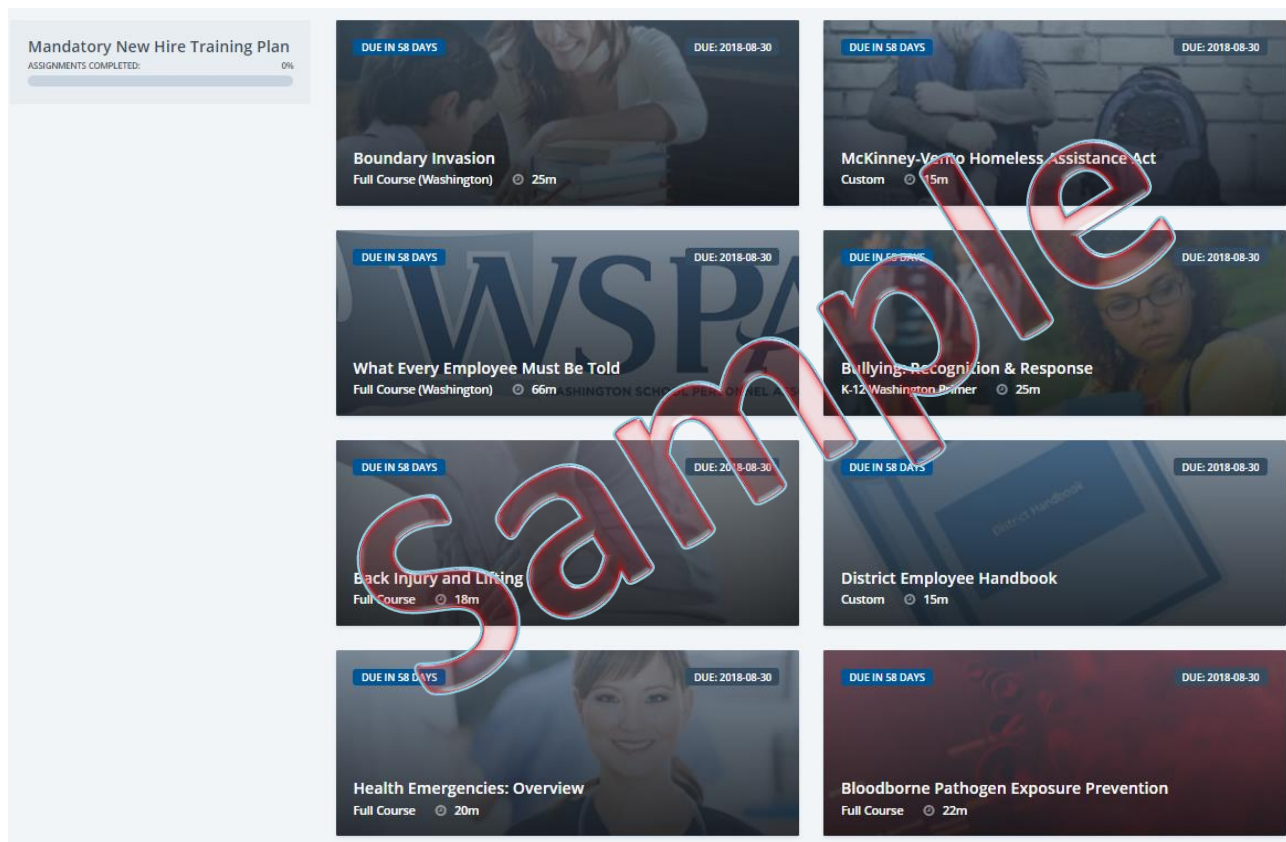 Mandatory New Hire Training Plan
ASSIGNMENTS COMPLETED: 0%
DUE IN 58 DAYS DUE: 2018-08-30
Boundary Invasion
Full Course (Washington) 25m
DUE IN 58 DAYS DUE: 2018-08-30
McKinney-Vento Homeless Assistance Act
Custom 15m
DUE IN 58 DAYS DUE: 2018-08-30
WSPA
WASHINGTON SCHOOL PERSONNEL
What Every Employee Must Be Told
Full Course (Washington) 66m
DUE IN 58 DAYS DUE: 2018-08-30
Bullying: Recognition & Response
K-12 Washington Primer 25m
DUE IN 58 DAYS DUE: 2018-08-30
Back Injury and Lifting
Full Course 18m
DUE IN 58 DAYS DUE: 2018-08-30
District Handbook
District Employee Handbook
Custom 15m
DUE IN 58 DAYS DUE: 2018-08-30
Health Emergencies: Overview
Full Course 20m
DUE IN 58 DAYS DUE: 2018-08-30
Bloodborne Pathogen Exposure Prevention
Full Course 22m
Sample